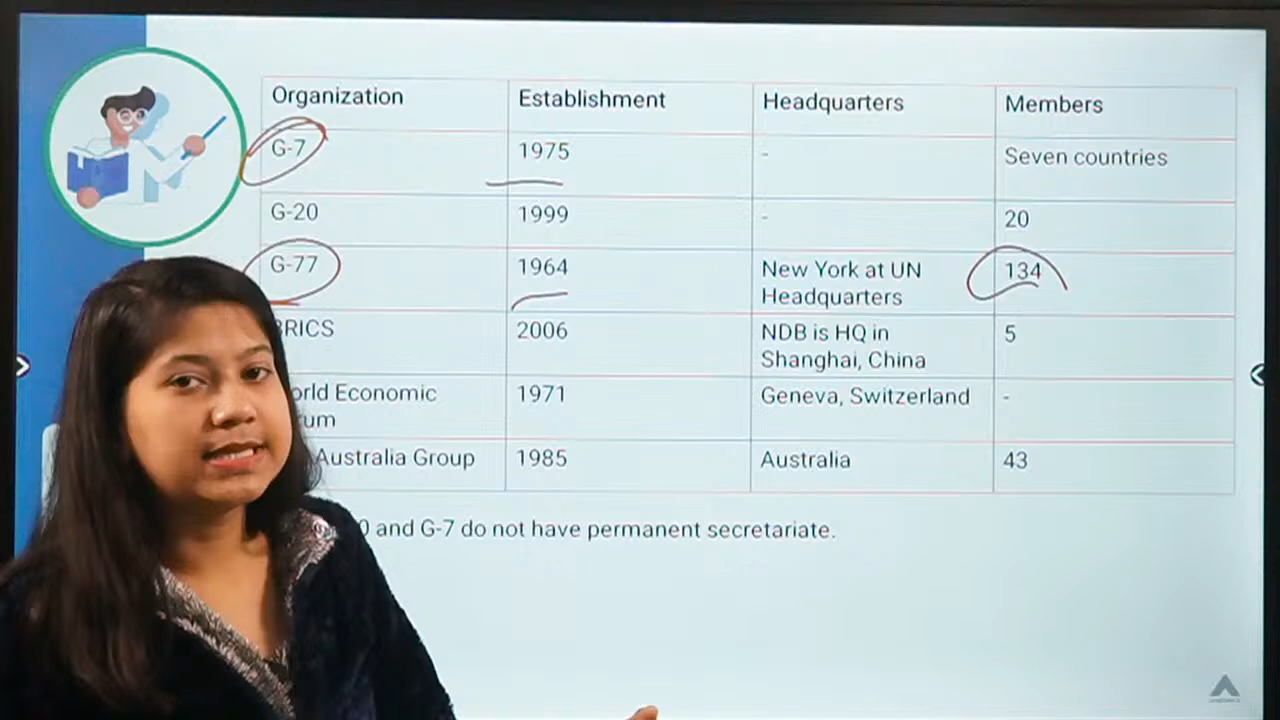 Organization Establishment Headquarters Members
G-7 1975 - Seven countries
G-20 1999 - 20
G-77 1964 New York at UN Headquarters 134
BRICS 2006 NDB is HQ in Shanghai, China 5
orld Economic um 1971 Geneva, Switzerland -
Australia Group 1985 Australia 43
0 and G-7 do not have permanent secretariate.